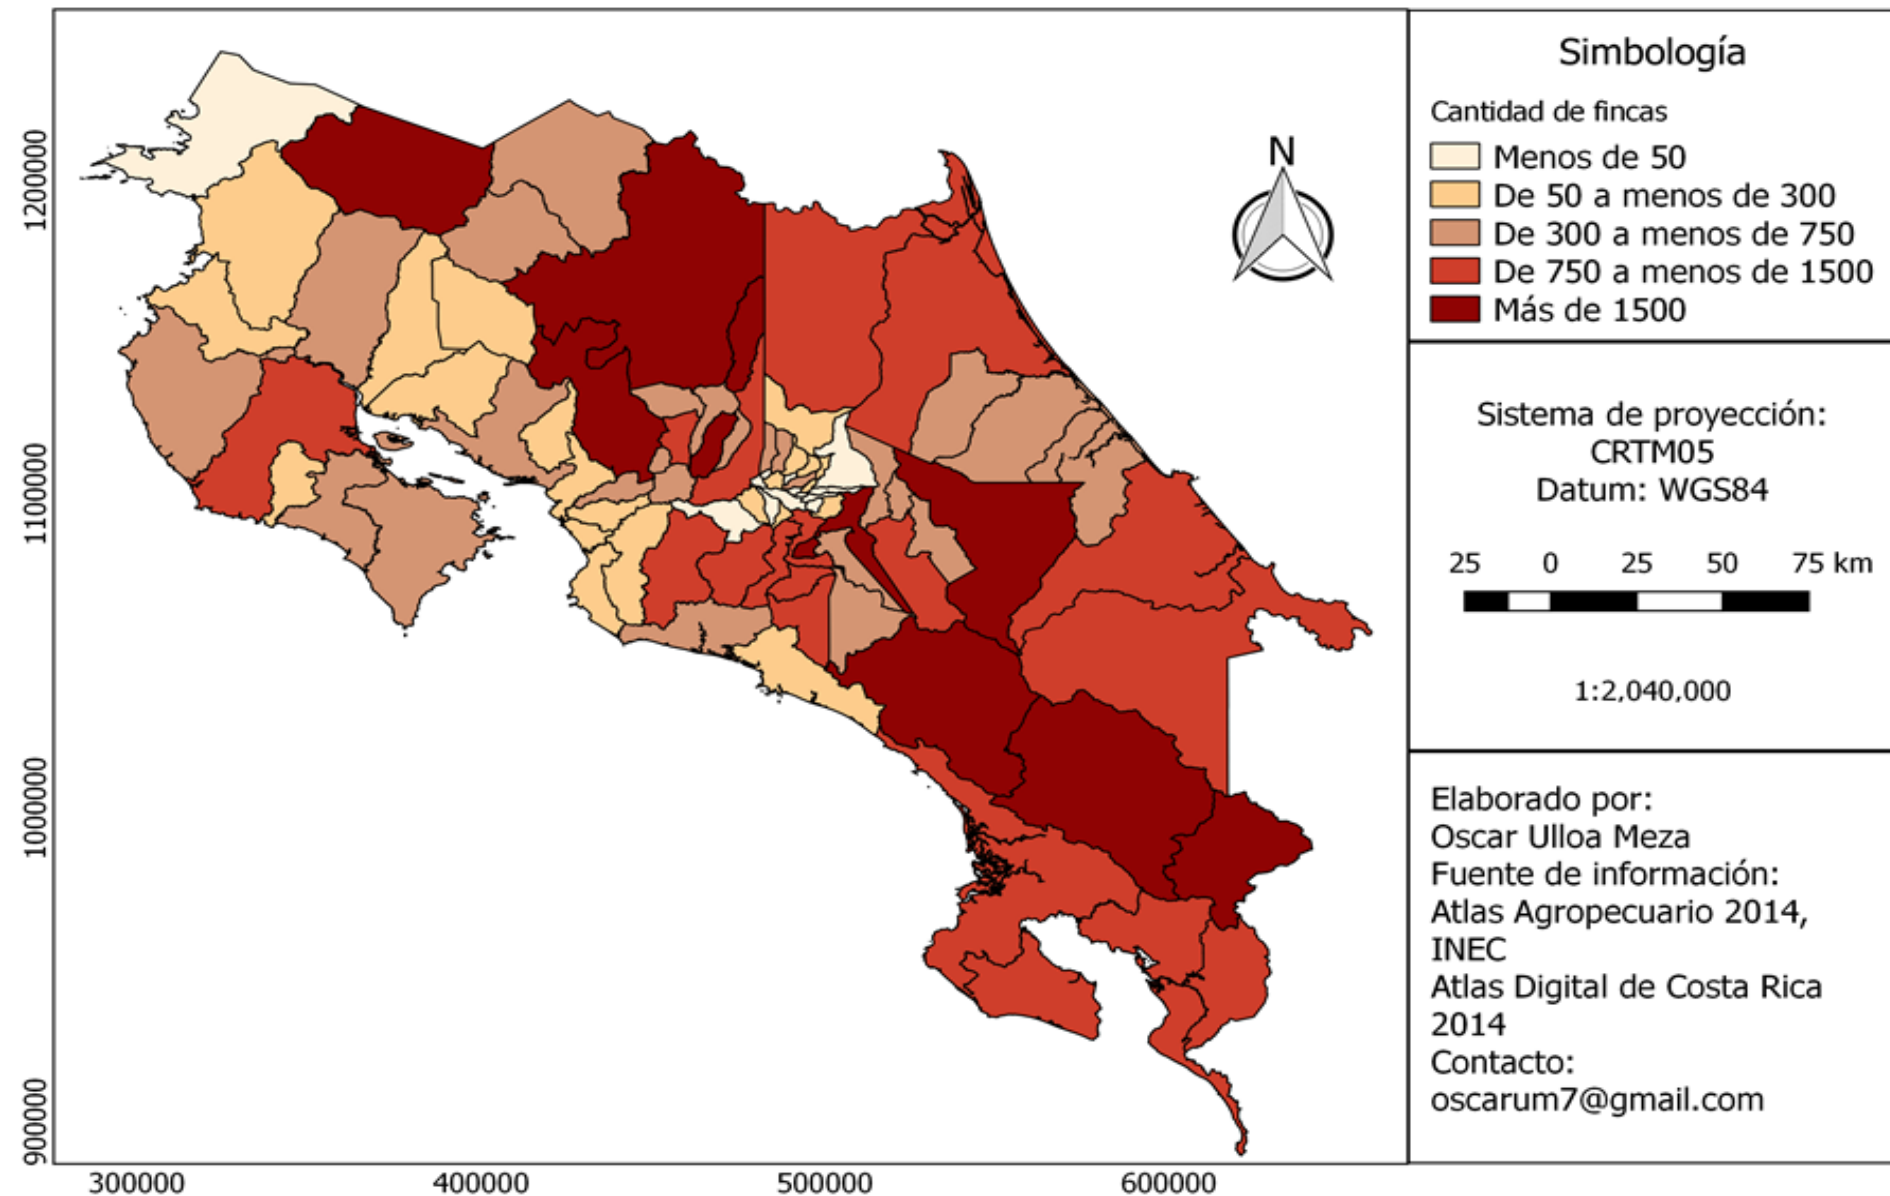 Simbología
Cantidad de fincas
Menos de 50
De 50 a menos de 300
De 300 a menos de 750
De 750 a menos de 1500
Más de 1500
N
Sistema de proyección:
CRTM05
Datum: WGS84
25 0 25 50 75 km
1:2,040,000
Elaborado por:
Oscar Ulloa Meza
Fuente de información:
Atlas Agropecuario 2014,
INEC
Atlas Digital de Costa Rica
2014
Contacto:
oscarum7@gmail.com
1200000
1100000
1000000
900000
300000 400000 500000 600000